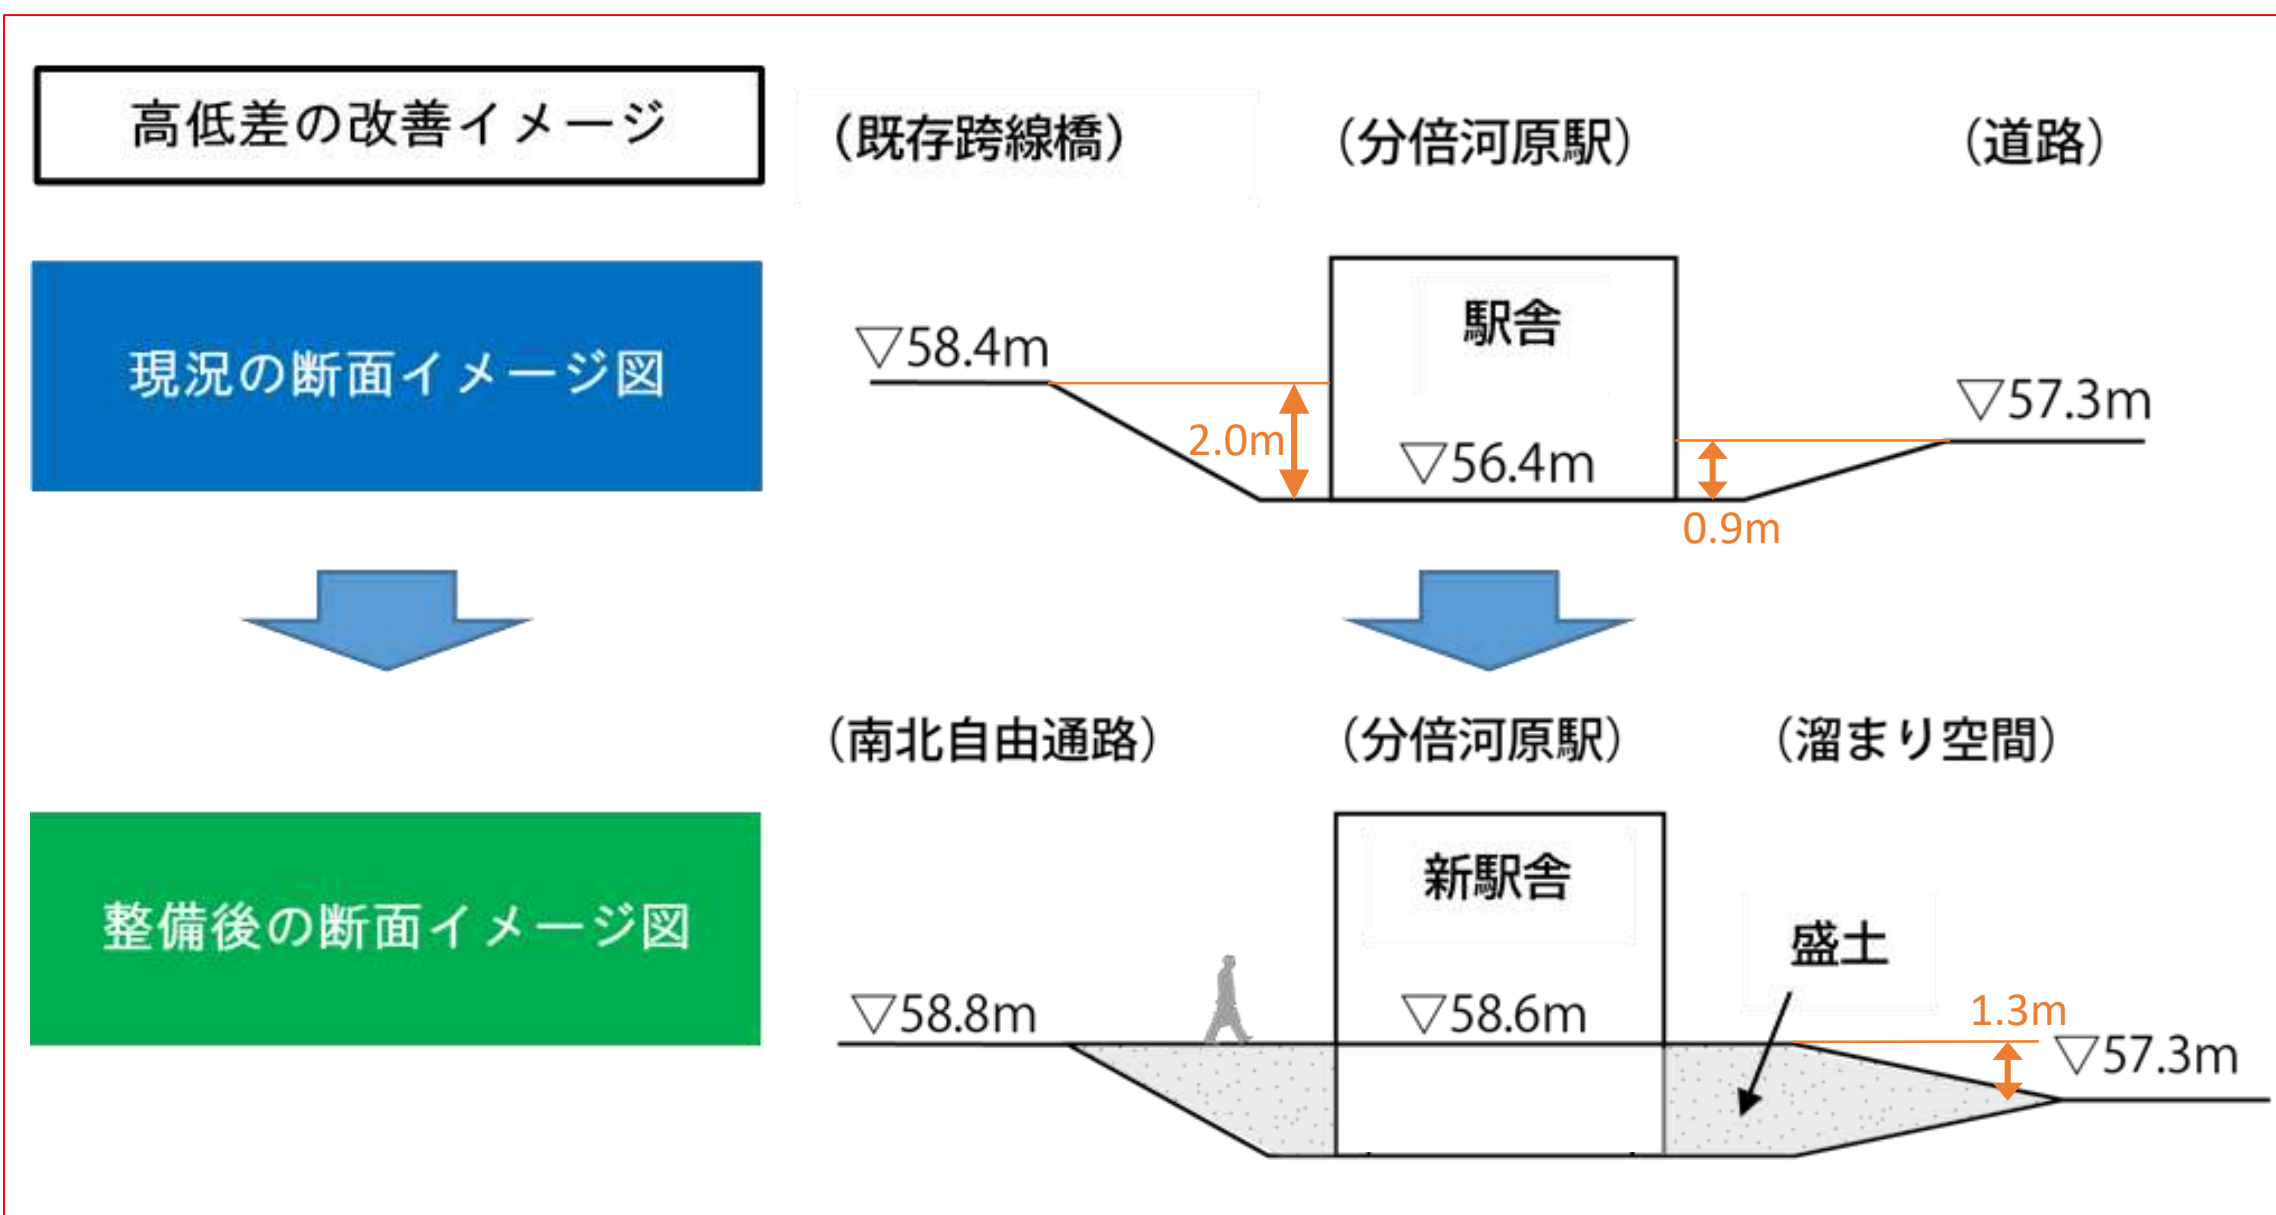 高低差の改善イメージ
（既存跨線橋）
（分倍河原駅）
（道路）
現況の断面イメージ図
▽58.4m
駅舎
▽57.3m
2.0m
▽56.4m
0.9m
（南北自由通路）
（分倍河原駅）
（溜まり空間）
整備後の断面イメージ図
新駅舎
盛土
▽58.8m
▽58.6m
1.3m
▽57.3m